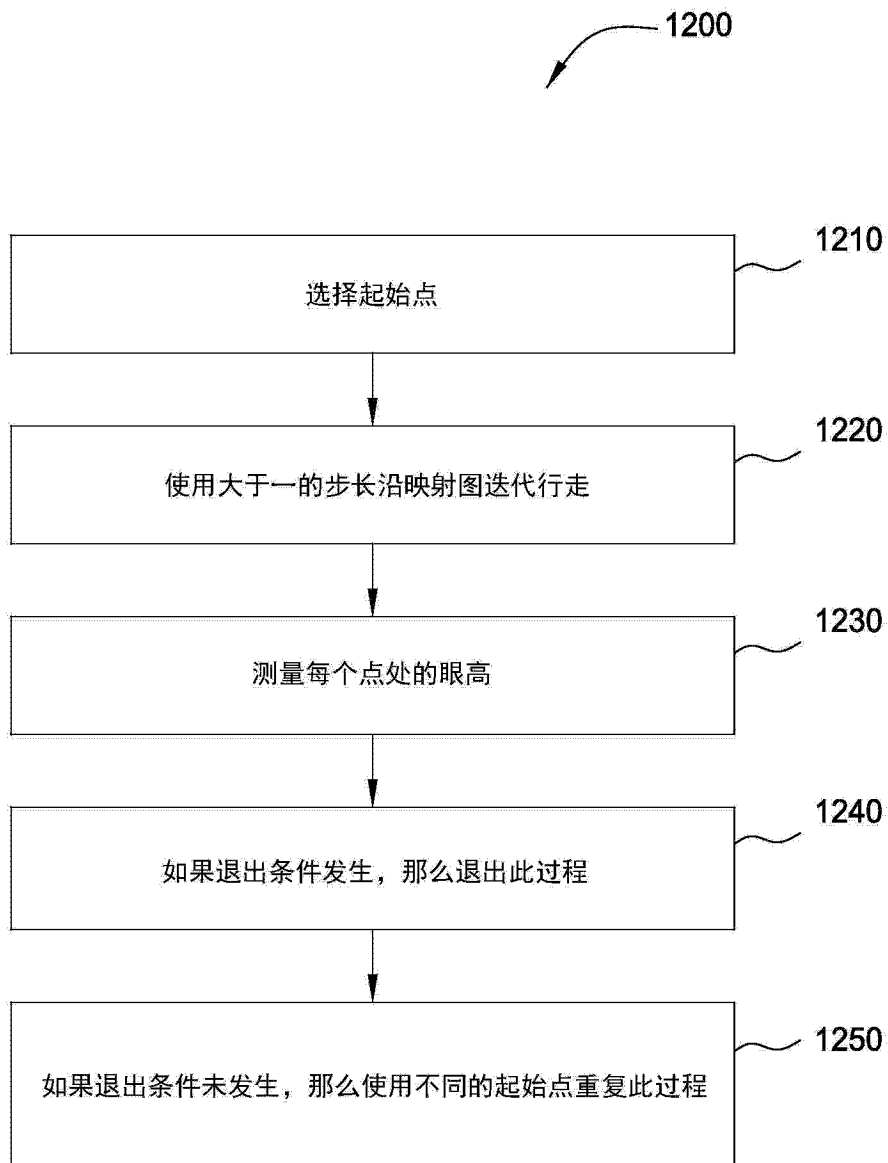 1200
1210
选择起始点
1220
使用大于一的步长沿映射图迭代行走
1230
测量每个点处的眼高
1240
如果退出条件发生，那么退出此过程
1250
如果退出条件未发生，那么使用不同的起始点重复此过程